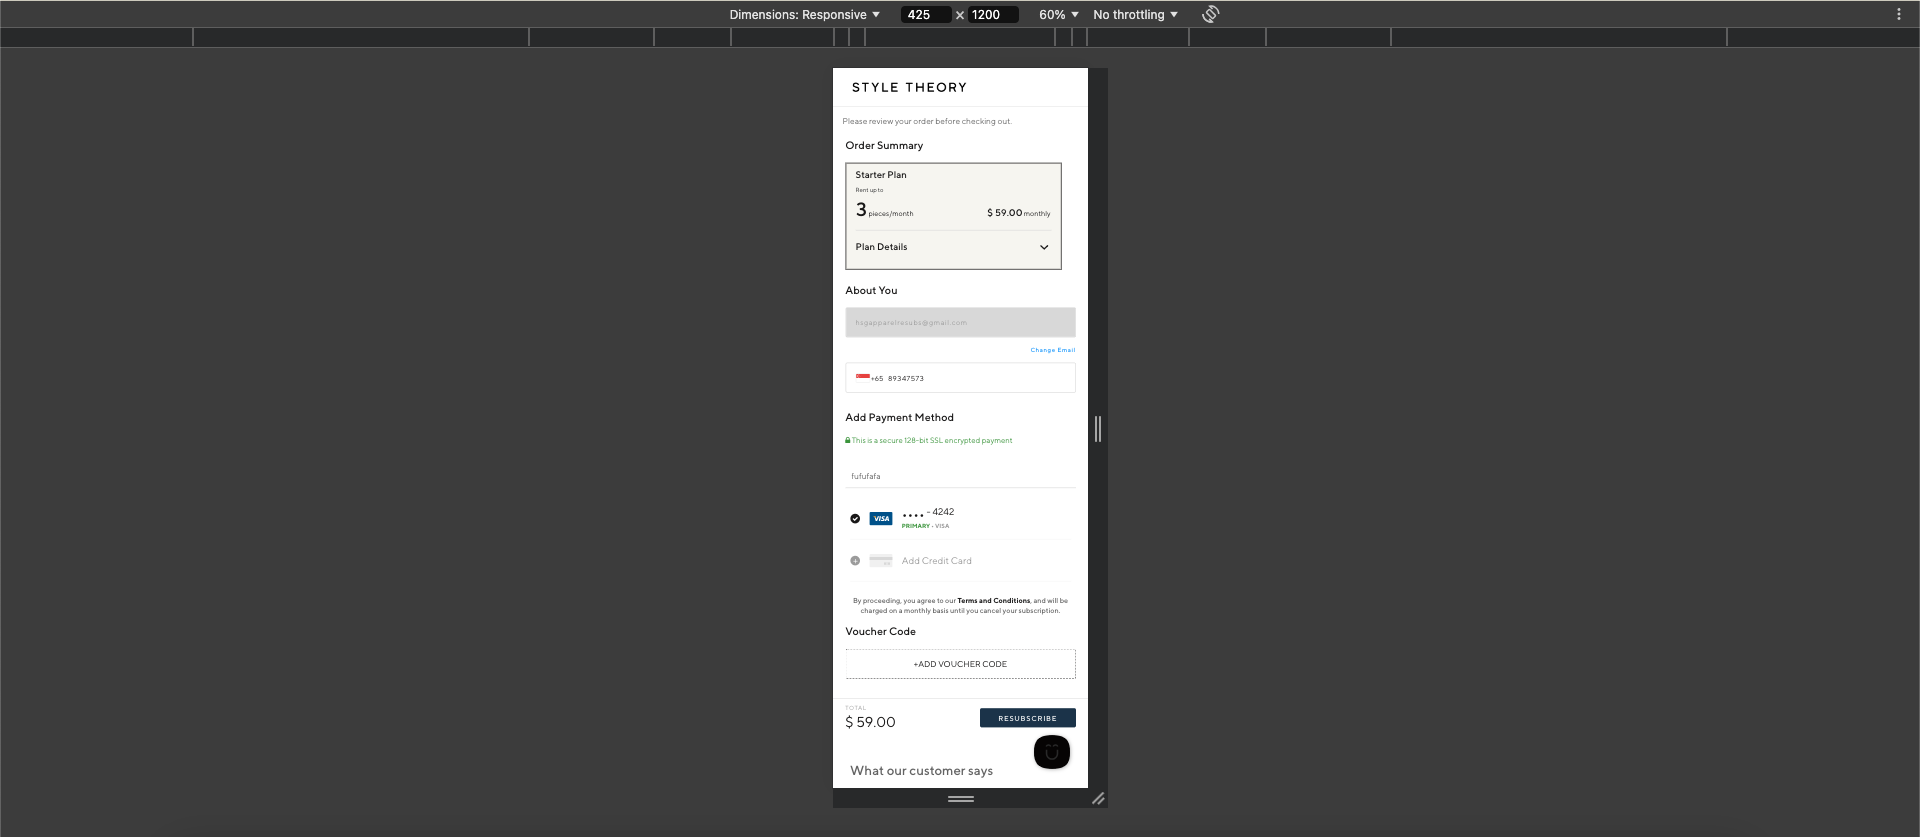 Dimensions: Responsive 425 × 1200 60% No throttling
STYLE THEORY
Please review your order before checking out.
Order Summary
Starter Plan
Rent up to
3 pieces/month $ 59.00 monthly
Plan Details
About You
hsgapparelresubs@gmail.com
Change Email
+65 89347573
Add Payment Method
This is a secure 128-bit SSL encrypted payment
fufufafa
VISA •••• - 4242
PRIMARY - VISA
Add Credit Card
By proceeding, you agree to our Terms and Conditions, and will be
charged on a monthly basis until you cancel your subscription.
Voucher Code
+ADD VOUCHER CODE
TOTAL
$ 59.00 RESUBSCRIBE
What our customer says